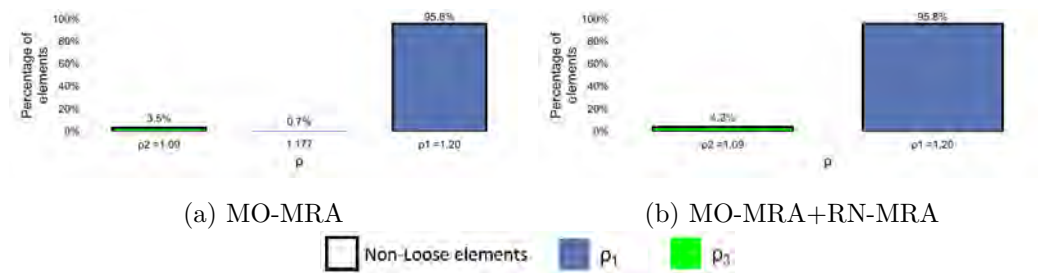 100%
80%
60%
40%
20%
0%
Percentage of
elements
3.5%
0.7%
95.8%
ρ2 =1.09
1.177
ρ1 =1.20
ρ
(a) MO-MRA
100%
80%
60%
40%
20%
0%
Percentage of
elements
4.2%
95.8%
ρ2 =1.09
ρ1 =1.20
ρ
(b) MO-MRA+RN-MRA
Non-Loose elements ρ₁ ρ₃